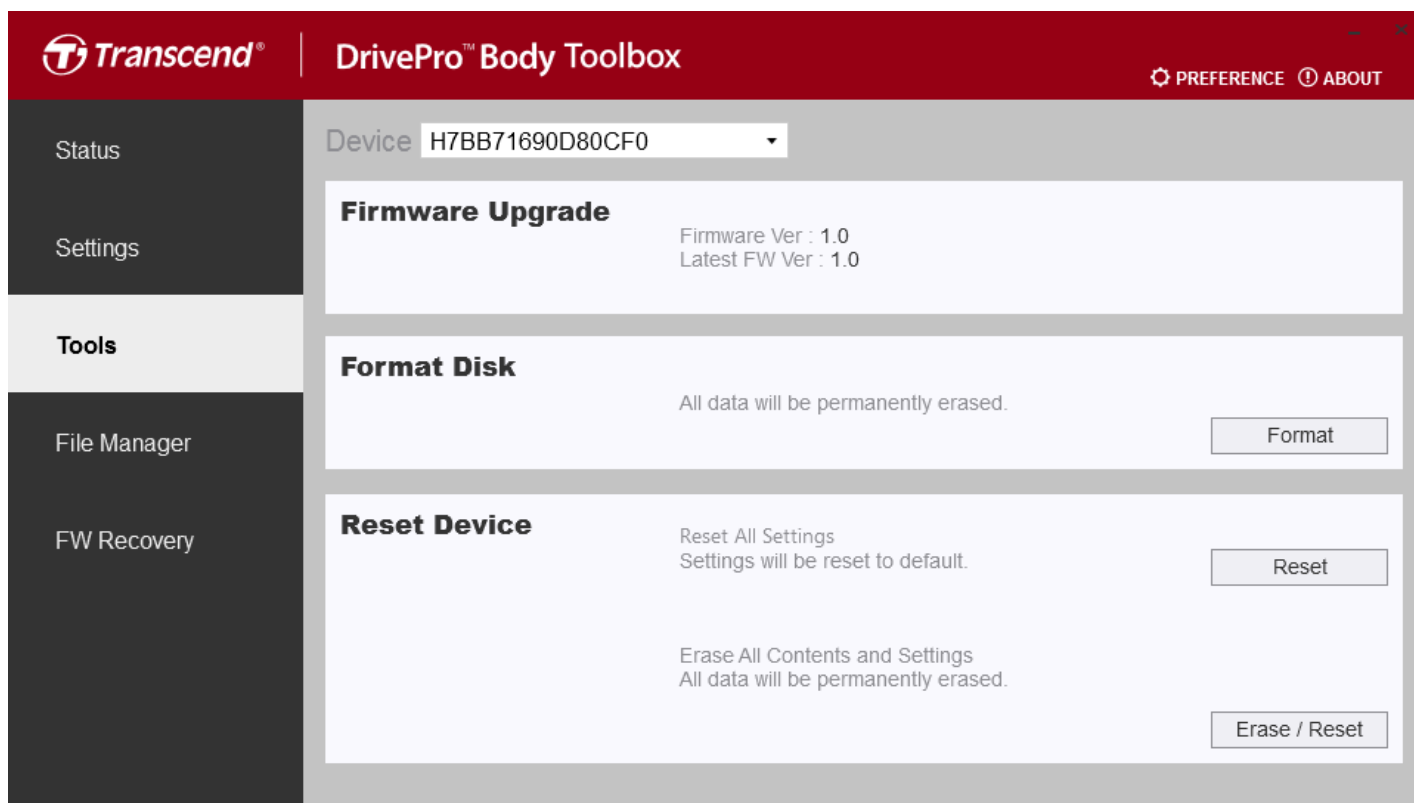 Transcend®
DrivePro™ Body Toolbox
PREFERENCE ABOUT
Status
Settings
Tools
File Manager
FW Recovery
Device H7BB71690D80CF0
Firmware Upgrade
Firmware Ver : 1.0
Latest FW Ver : 1.0
Format Disk
All data will be permanently erased.
Format
Reset Device
Reset All Settings
Settings will be reset to default.
Reset
Erase All Contents and Settings
All data will be permanently erased.
Erase / Reset